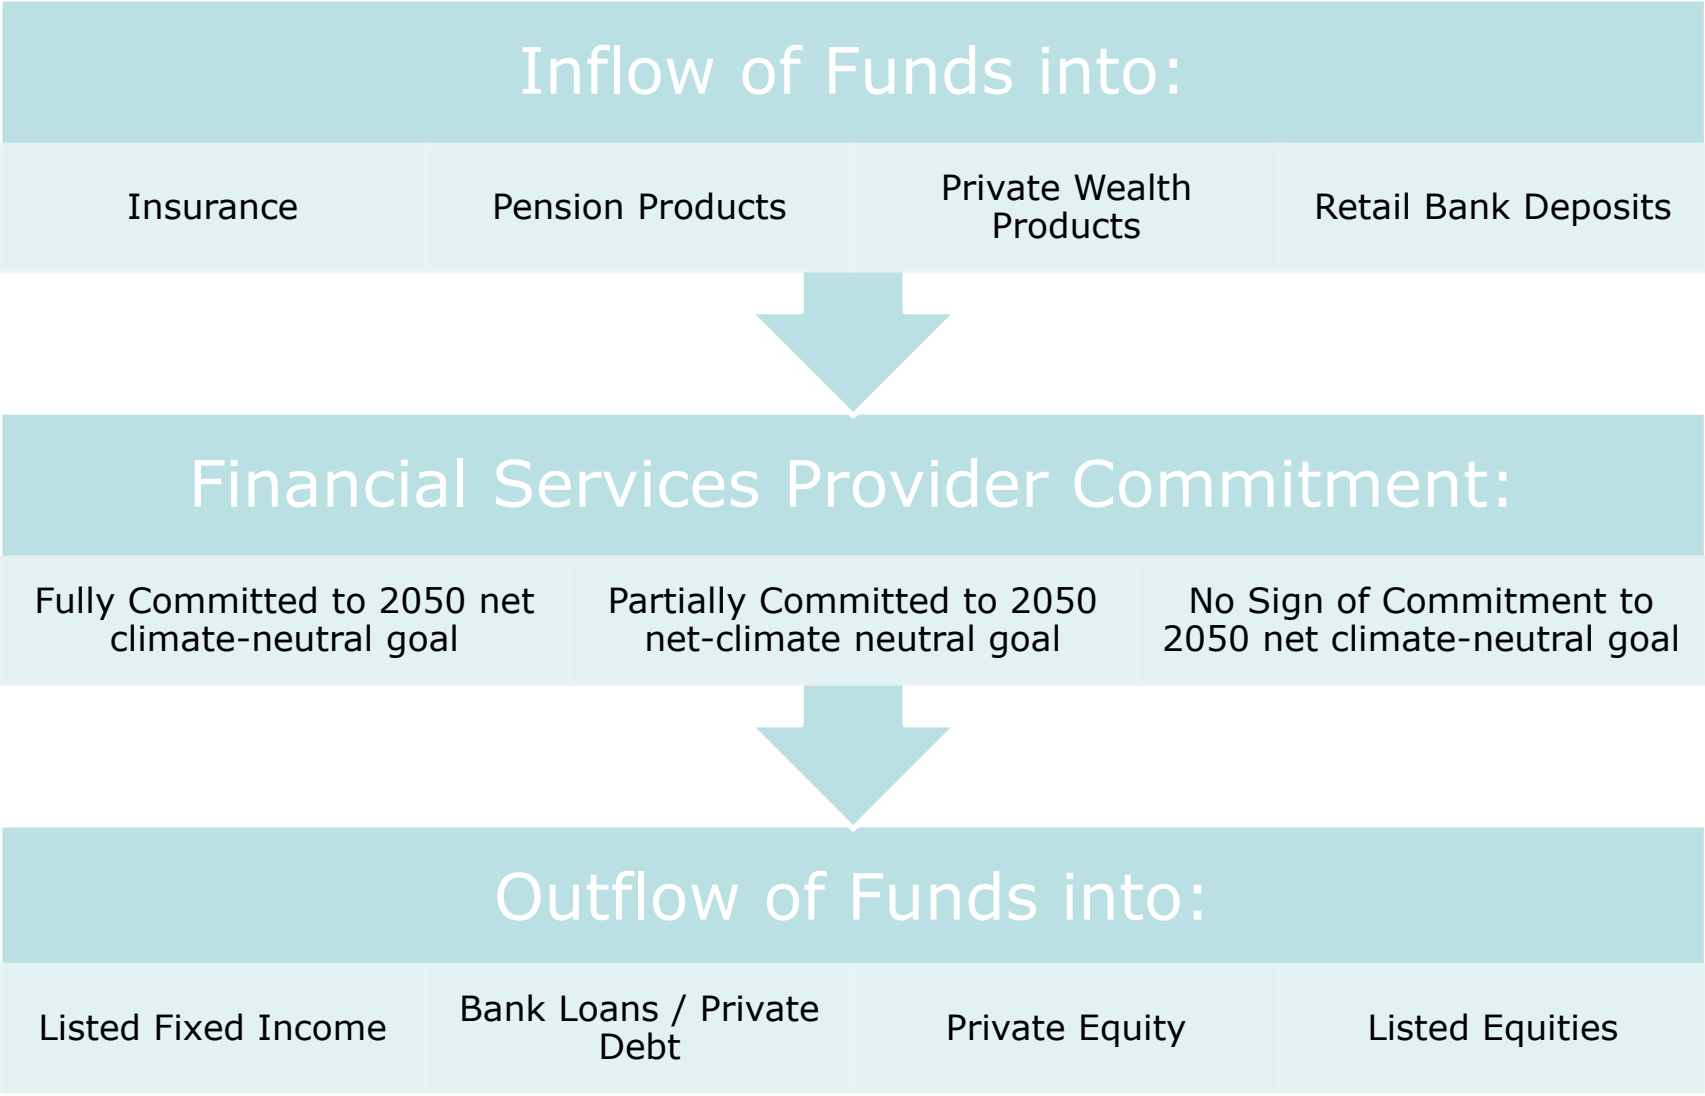 Inflow of Funds into:
Insurance
Pension Products
Private Wealth
Products
Retail Bank Deposits
Financial Services Provider Commitment:
Fully Committed to 2050 net
climate-neutral goal
Partially Committed to 2050
net-climate neutral goal
No Sign of Commitment to
2050 net climate-neutral goal
Outflow of Funds into:
Listed Fixed Income
Bank Loans / Private
Debt
Private Equity
Listed Equities